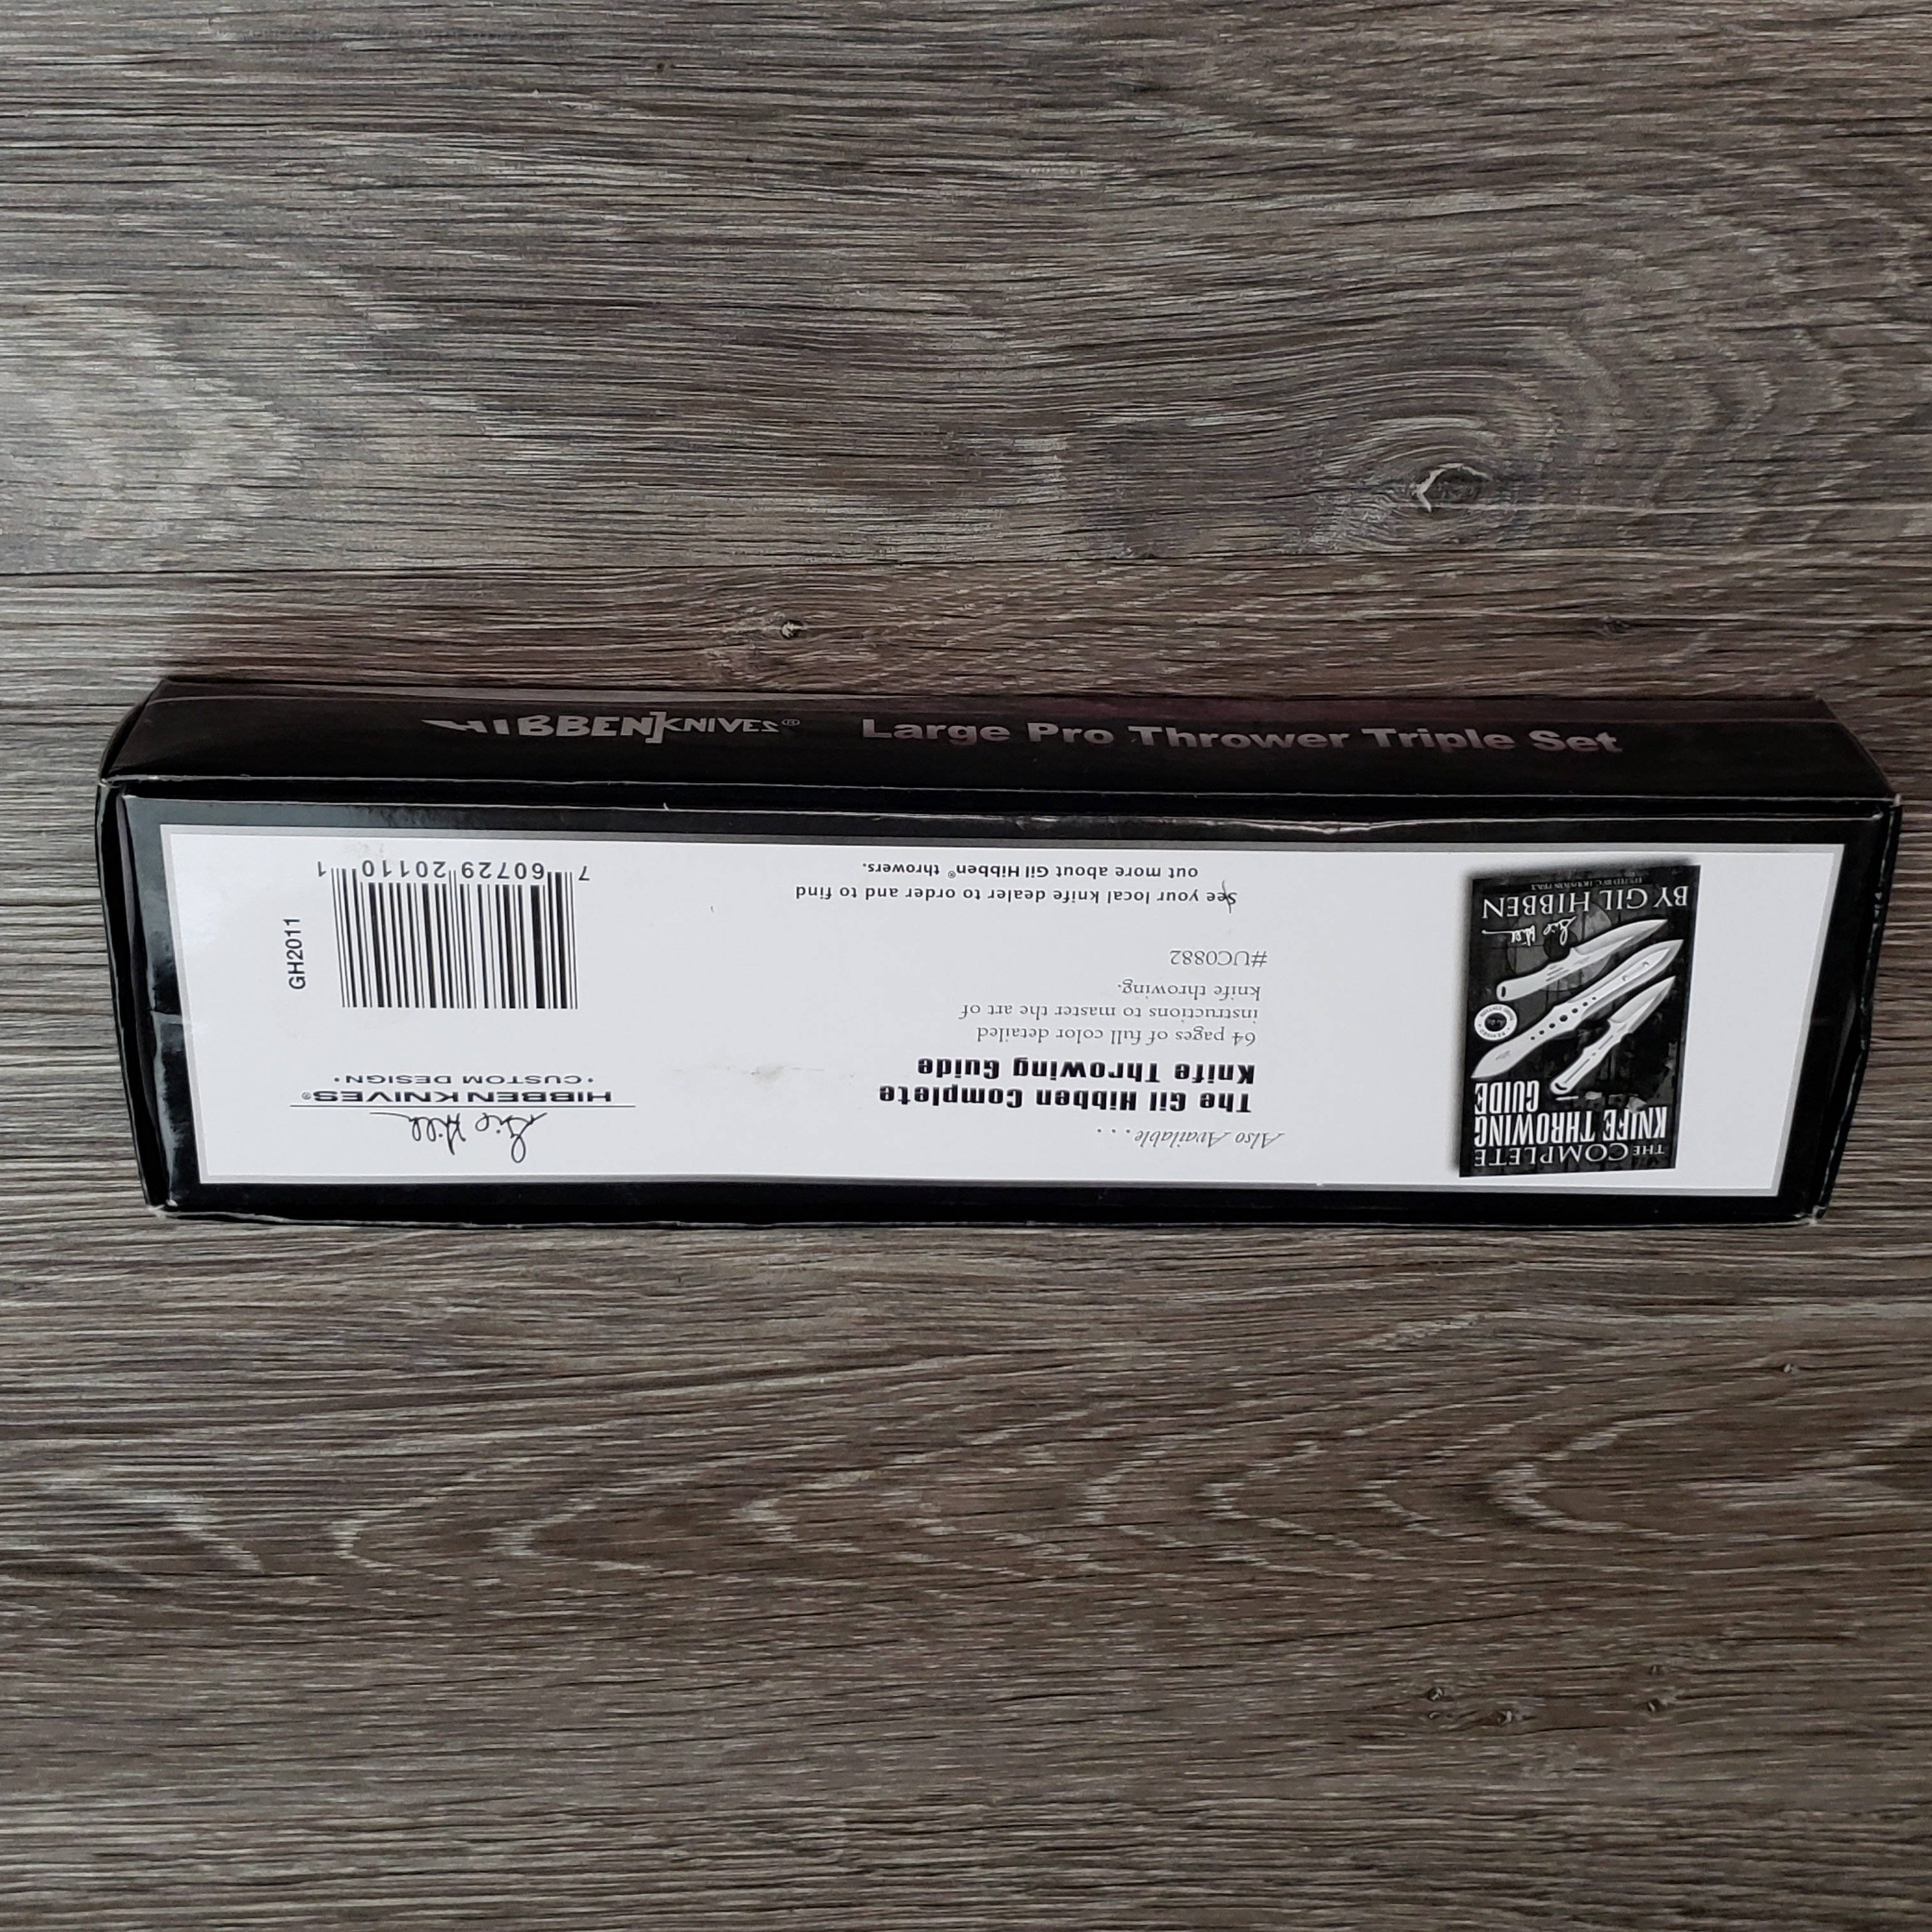 HIBBEN KNIVES® Large Pro Thrower Triple Set
THE COMPLETE
KNIFE THROWING
GUIDE
BY GIL HIBBEN
Also Available. . .
The Gil Hibben Complete
Knife Throwing Guide
64 pages of full color detailed
instructions to master the art of
knife throwing.
#UC0882
See your local knife dealer to order and to find
out more about Gil Hibben® throwers.
HIBBEN KNIVES®
•CUSTOM DESIGN•
GH2011
7 60729 20110 1